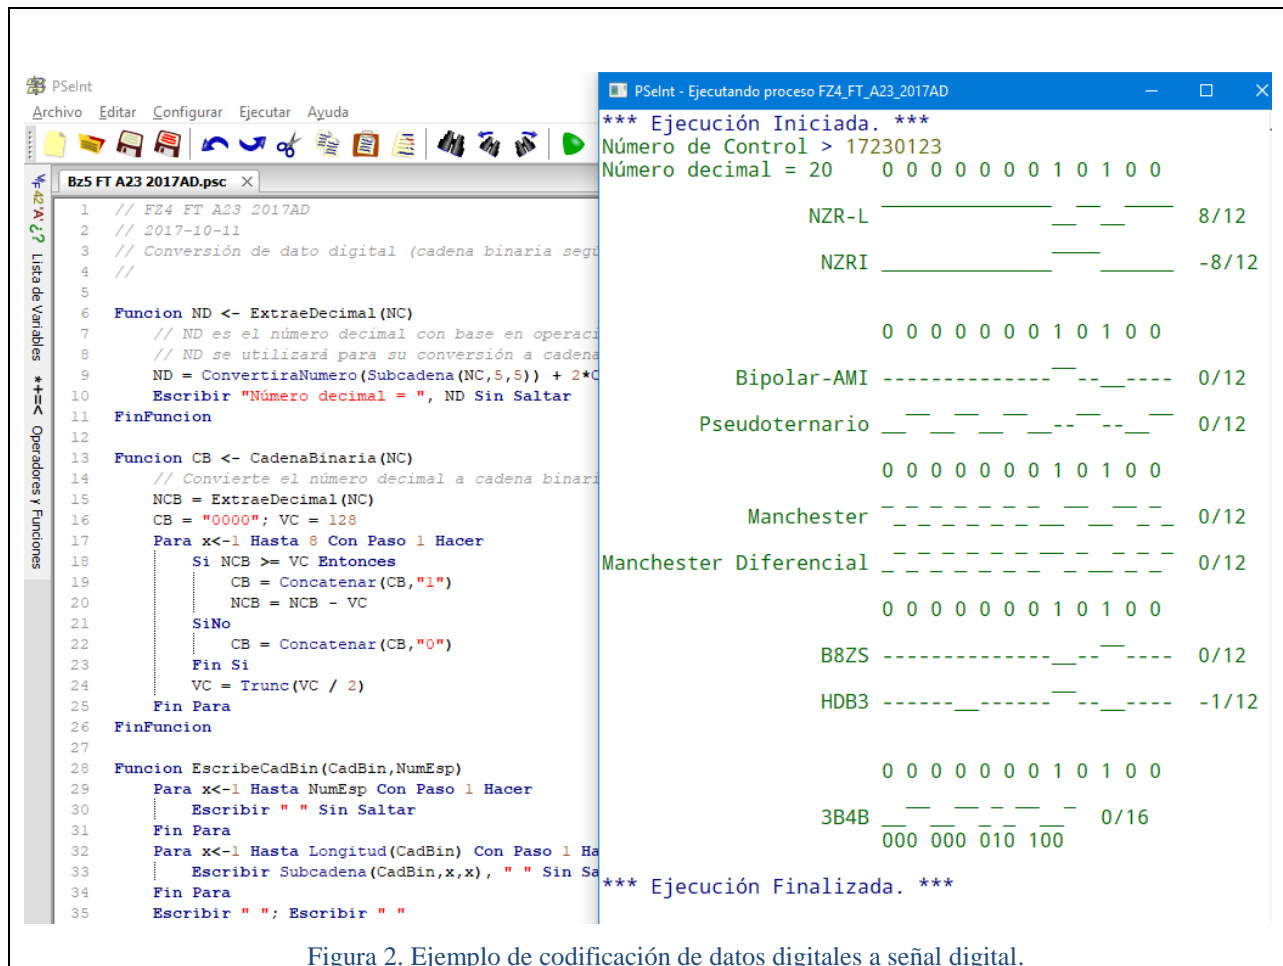 PSeInt
Archivo Editar Configurar Ejecutar Ayuda
Bz5 FT A23 2017AD.psc
Lista de Variables
Operadores y Funciones
1 // FZ4 FT A23 2017AD
2 // 2017-10-11
3 // Conversión de dato digital (cadena binaria segú
4 //
5
6 Funcion ND <- ExtraeDecimal(NC)
7 // ND es el número decimal con base en operaci
8 // ND se utilizará para su conversión a cadena
9 ND = ConvertiraNumero(Subcadena(NC,5,5)) + 2*C
10 Escribir "Número decimal = ", ND Sin Saltar
11 FinFuncion
12
13 Funcion CB <- CadenaBinaria(NC)
14 // Convierte el número decimal a cadena binari
15 NCB = ExtraeDecimal(NC)
16 CB = "0000"; VC = 128
17 Para x<-1 Hasta 8 Con Paso 1 Hacer
18 Si NCB >= VC Entonces
19 CB = Concatenar(CB,"1")
20 NCB = NCB - VC
21 SiNo
22 CB = Concatenar(CB,"0")
23 Fin Si
24 VC = Trunc(VC / 2)
25 Fin Para
26 FinFuncion
27
28 Funcion EscribeCadBin(CadBin,NumEsp)
29 Para x<-1 Hasta NumEsp Con Paso 1 Hacer
30 Escribir " " Sin Saltar
31 Fin Para
32 Para x<-1 Hasta Longitud(CadBin) Con Paso 1 Ha
33 Escribir Subcadena(CadBin,x,x), " " Sin Sa
34 Fin Para
35 Escribir " "; Escribir " "
PSeInt - Ejecutando proceso FZ4_FT_A23_2017AD
*** Ejecución Iniciada. ***
Número de Control > 17230123
Número decimal = 20 0 0 0 0 0 0 0 1 0 1 0 0
NZR-L 8/12
NZRI -8/12
0 0 0 0 0 0 0 1 0 1 0 0
Bipolar-AMI 0/12
Pseudoternario 0/12
0 0 0 0 0 0 0 1 0 1 0 0
Manchester 0/12
Manchester Diferencial 0/12
0 0 0 0 0 0 0 1 0 1 0 0
B8ZS 0/12
HDB3 -1/12
0 0 0 0 0 0 0 1 0 1 0 0
3B4B 0/16
000 000 010 100
*** Ejecución Finalizada. ***
Figura 2. Ejemplo de codificación de datos digitales a señal digital.